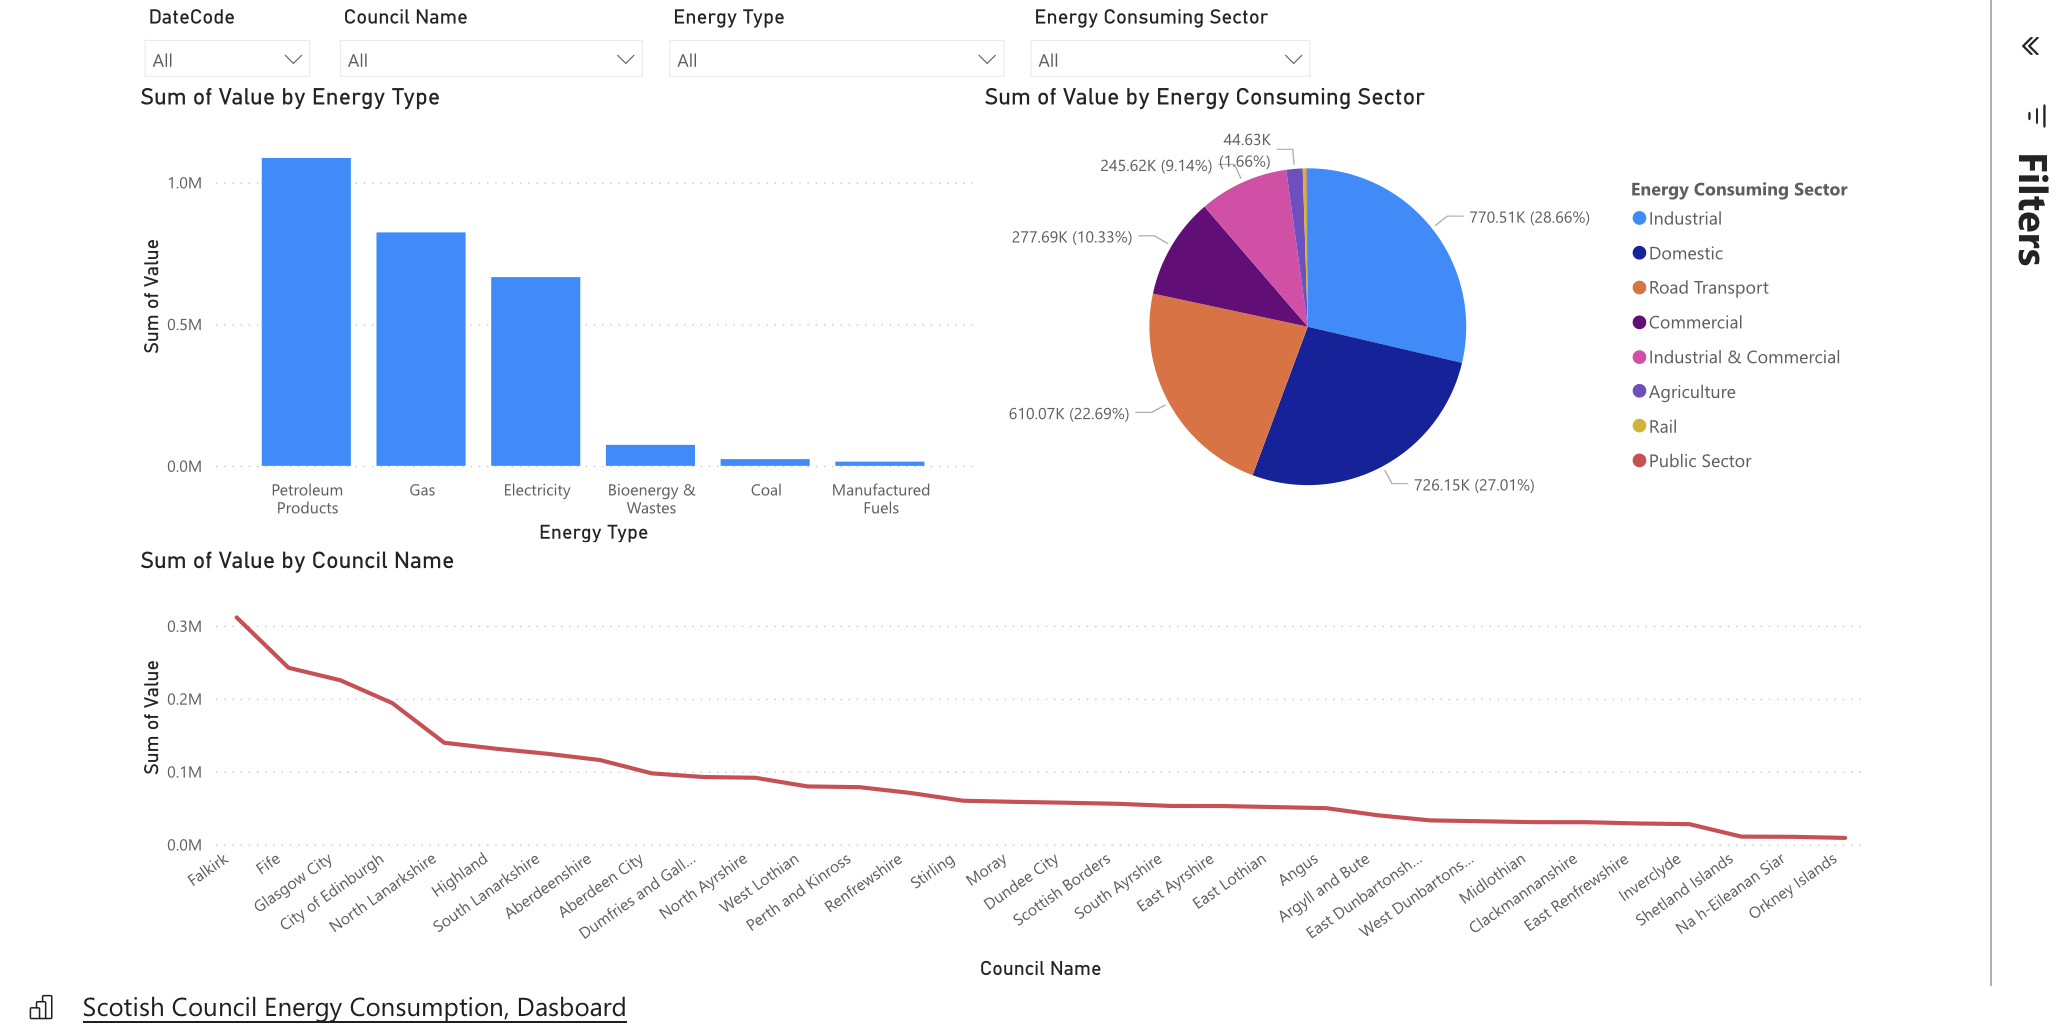 DateCode
Council Name
Energy Type
Energy Consuming Sector
All
All
All
All
Sum of Value by Energy Type
Sum of Value
1.0M
0.5M
0.0M
Petroleum
Products
Gas
Electricity
Bioenergy &
Wastes
Coal
Manufactured
Fuels
Energy Type
Sum of Value by Energy Consuming Sector
44.63K
(1.66%)
245.62K (9.14%)
277.69K (10.33%)
610.07K (22.69%)
770.51K (28.66%)
726.15K (27.01%)
Energy Consuming Sector
Industrial
Domestic
Road Transport
Commercial
Industrial & Commercial
Agriculture
Rail
Public Sector
Filters
Sum of Value by Council Name
Sum of Value
0.3M
0.2M
0.1M
0.0M
Falkirk
Fife
Glasgow City
City of Edinburgh
North Lanarkshire
Highland
South Lanarkshire
Aberdeenshire
Aberdeen City
Dumfries and Gall...
North Ayrshire
West Lothian
Perth and Kinross
Renfrewshire
Stirling
Moray
Dundee City
Scottish Borders
South Ayrshire
East Ayrshire
East Lothian
Angus
Argyll and Bute
East Dunbartonsh...
West Dunbartons...
Midlothian
Clackmannanshire
East Renfrewshire
Inverclyde
Shetland Islands
Na h-Eileanan Siar
Orkney Islands
Council Name
Scotish Council Energy Consumption, Dasboard